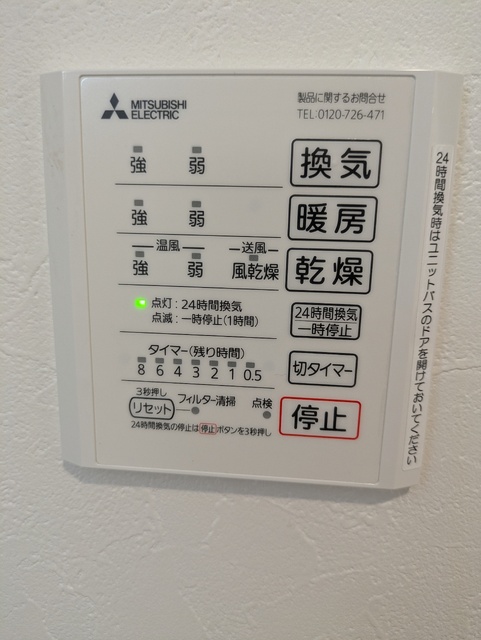 MITSUBISHI
ELECTRIC
製品に関するお問合せ
TEL:0120-726-471
強 弱 換気
強 弱 暖房
温風 送風
強 弱 風乾燥 乾燥
点灯:24時間換気
点滅:一時停止(1時間)
24時間換気
一時停止
タイマー(残り時間)
8 6 4 3 2 1 0.5
切タイマー
3秒押し
リセット フィルター清掃 点検
停止
24時間換気の停止は停止ボタンを3秒押し
24時間換気時はユニットバスのドアを開けておいてください